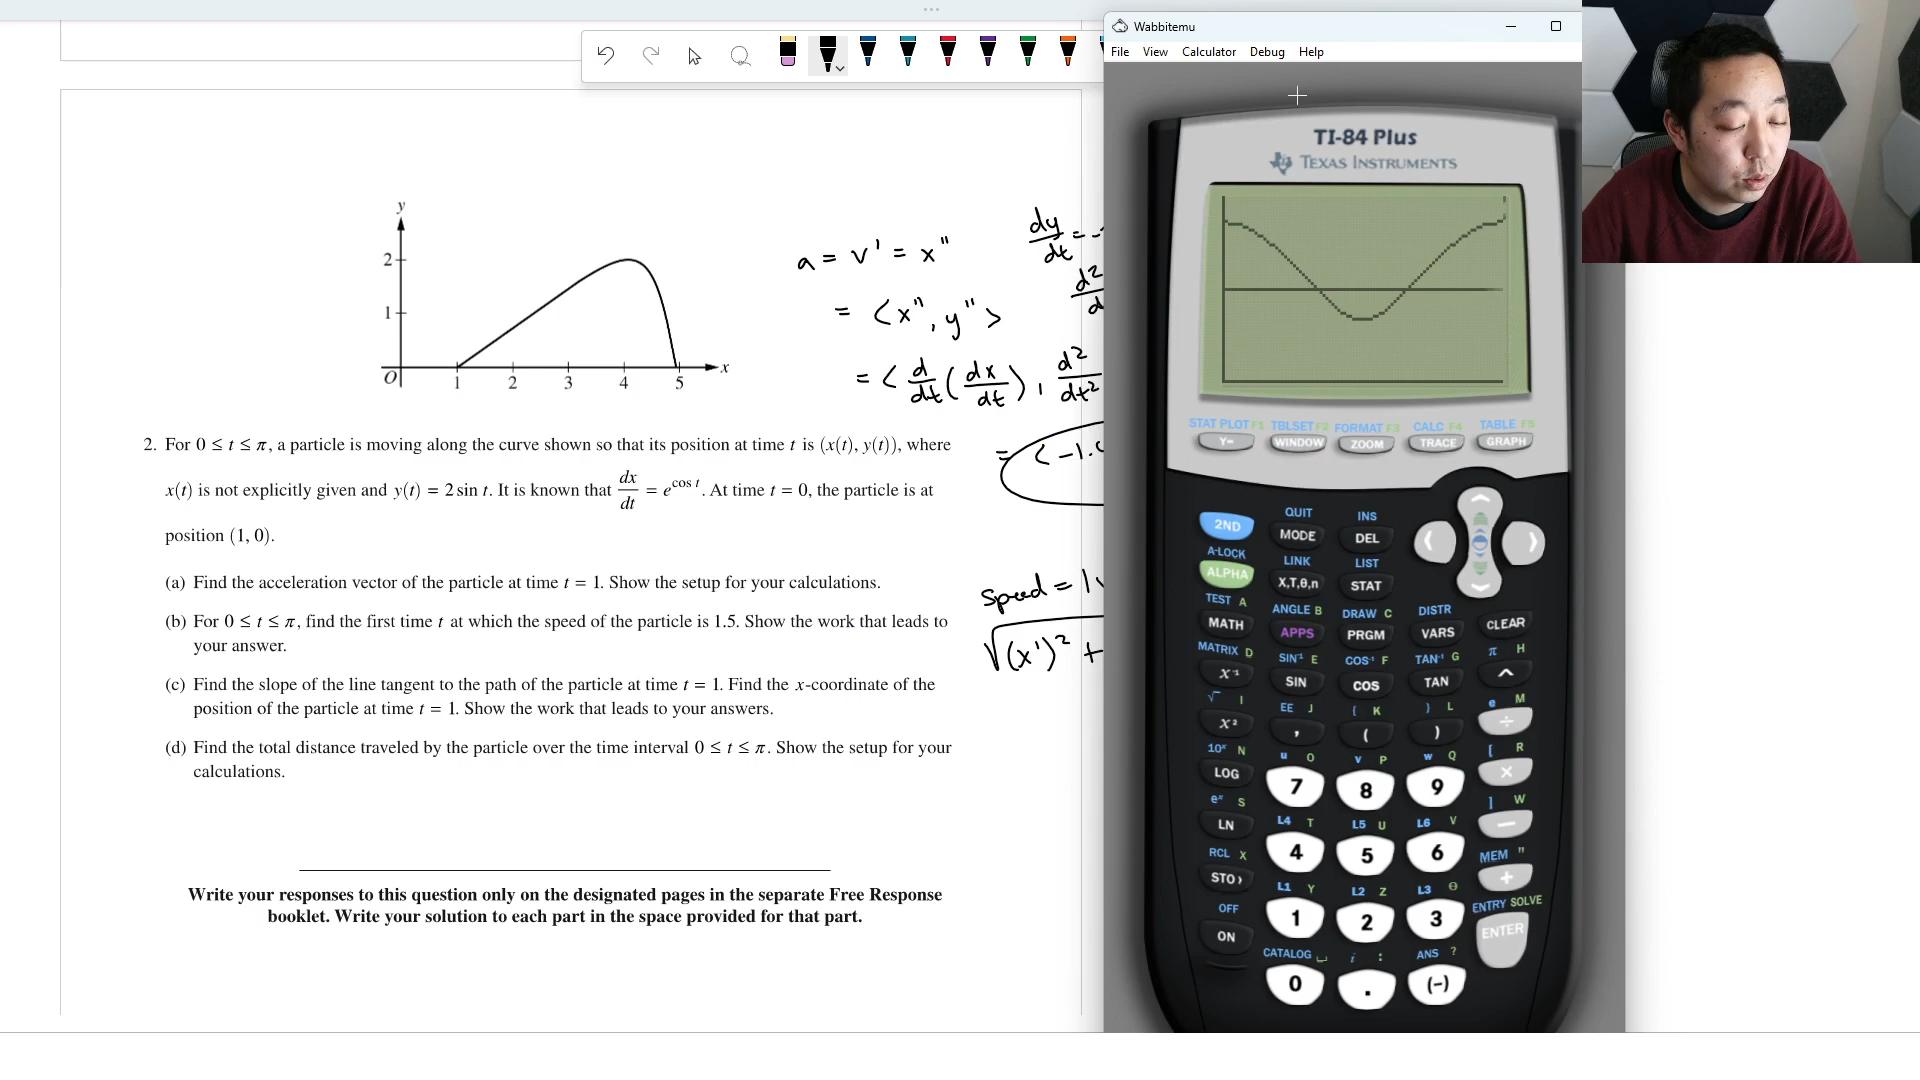 Wabbitemu
File View Calculator Debug Help
y
2
1
O
1 2 3 4 5 x
a = v' = x''
= <x'', y''>
= < d/dt (dx/dt), d²/dt²
= < -1.
dy/dt = -
d²
speed =
√(x')² +
2. For 0 ≤ t ≤ π, a particle is moving along the curve shown so that its position at time t is (x(t), y(t)), where
x(t) is not explicitly given and y(t) = 2 sin t. It is known that dx/dt = e^cos t. At time t = 0, the particle is at
position (1, 0).
(a) Find the acceleration vector of the particle at time t = 1. Show the setup for your calculations.
(b) For 0 ≤ t ≤ π, find the first time t at which the speed of the particle is 1.5. Show the work that leads to
your answer.
(c) Find the slope of the line tangent to the path of the particle at time t = 1. Find the x-coordinate of the
position of the particle at time t = 1. Show the work that leads to your answers.
(d) Find the total distance traveled by the particle over the time interval 0 ≤ t ≤ π. Show the setup for your
calculations.
Write your responses to this question only on the designated pages in the separate Free Response
booklet. Write your solution to each part in the space provided for that part.
TI-84 Plus
TEXAS INSTRUMENTS
STAT PLOT F1 TBLSET F2 FORMAT F3 CALC F4 TABLE F5
Y= WINDOW ZOOM TRACE GRAPH
QUIT INS
2ND MODE DEL
A-LOCK LINK LIST
ALPHA X,T,θ,n STAT
TEST A ANGLE B DRAW C DISTR
MATH APPS PRGM VARS CLEAR
MATRIX D SIN⁻¹ E COS⁻¹ F TAN⁻¹ G π H
X⁻¹ SIN COS TAN ^
√ I EE J { K } L e M
X² , ( ) ÷
10ˣ N u O v P w Q [ R
LOG 7 8 9 ×
eˣ S L4 T L5 U L6 V ] W
LN 4 5 6 −
RCL X L1 Y L2 Z L3 θ MEM "
STO› 1 2 3 +
OFF CATALOG i : ANS ? ENTRY SOLVE
ON 0 . (-) ENTER